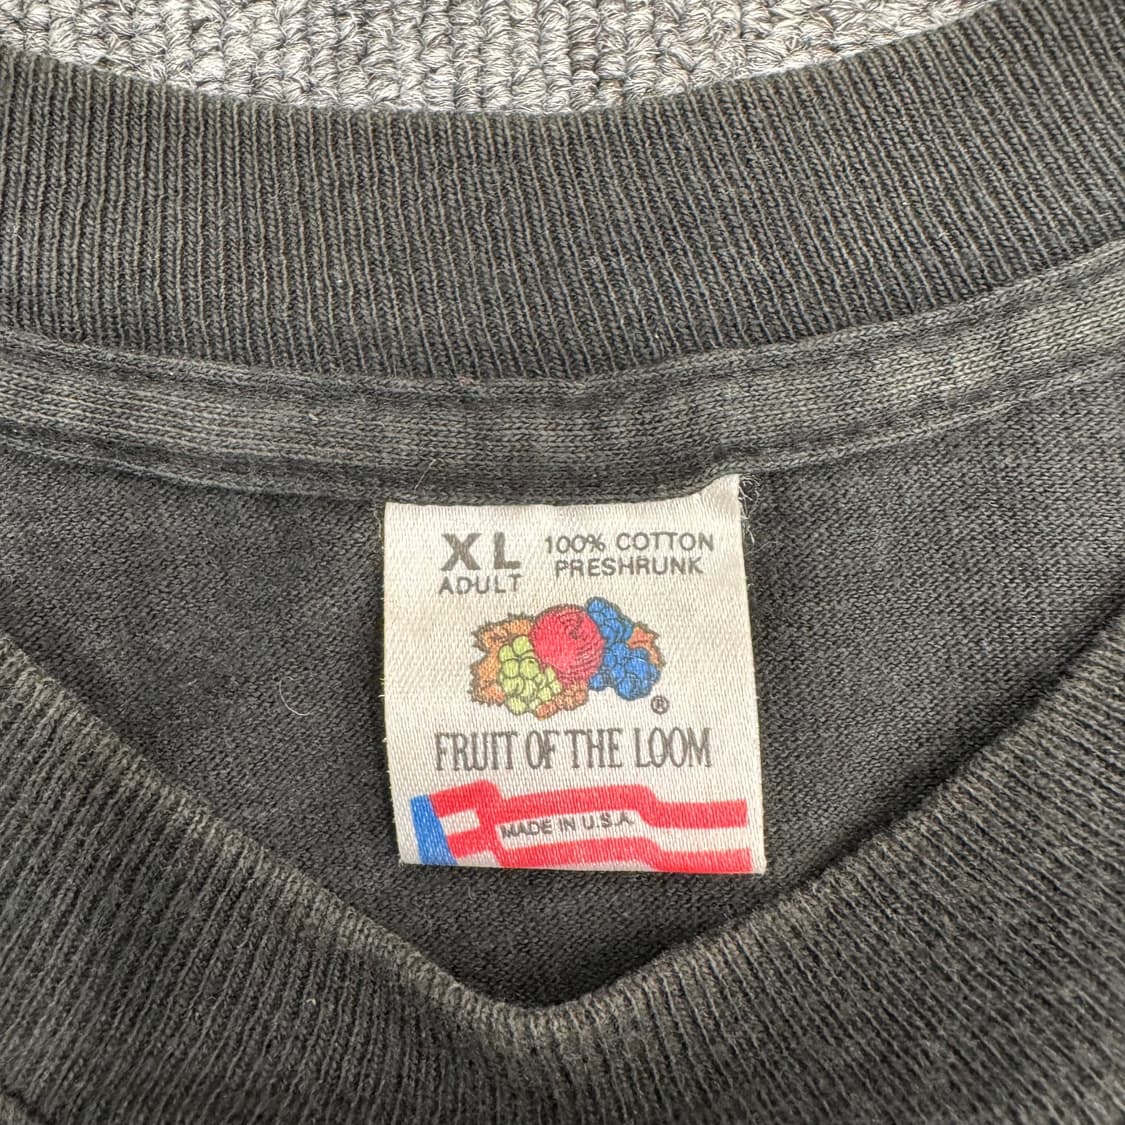 XL
ADULT
100% COTTON
PRESHRUNK
®
FRUIT OF THE LOOM
MADE IN U.S.A.